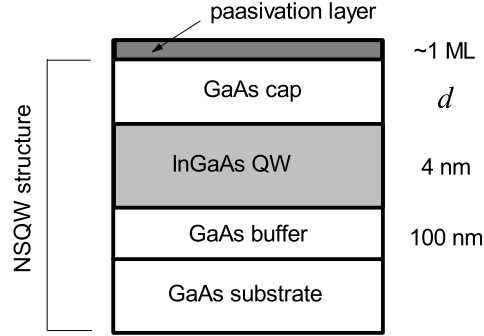 paasivation layer
~1 ML
GaAs cap
d
InGaAs QW
4 nm
GaAs buffer
100 nm
GaAs substrate
NSQW structure